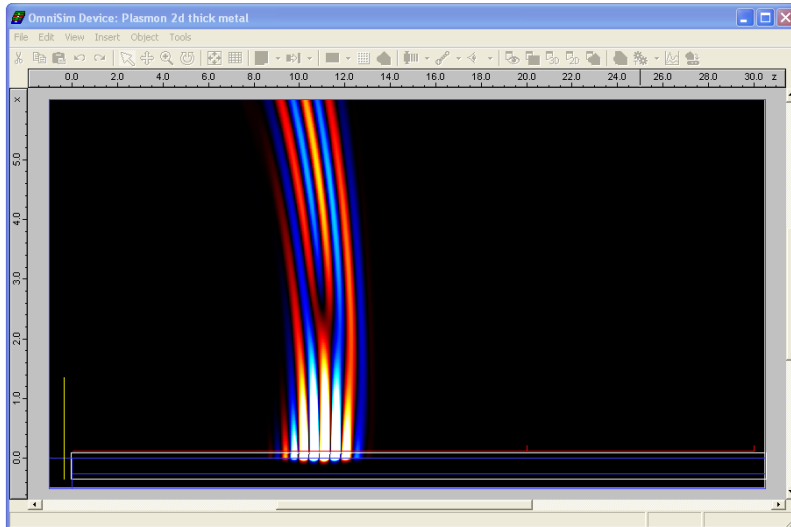 OmniSim Device: Plasmon 2d thick metal
File Edit View Insert Object Tools
0.0 2.0 4.0 6.0 8.0 10.0 12.0 14.0 16.0 18.0 20.0 22.0 24.0 26.0 28.0 30.0 z
x
5.0
4.0
3.0
2.0
1.0
0.0